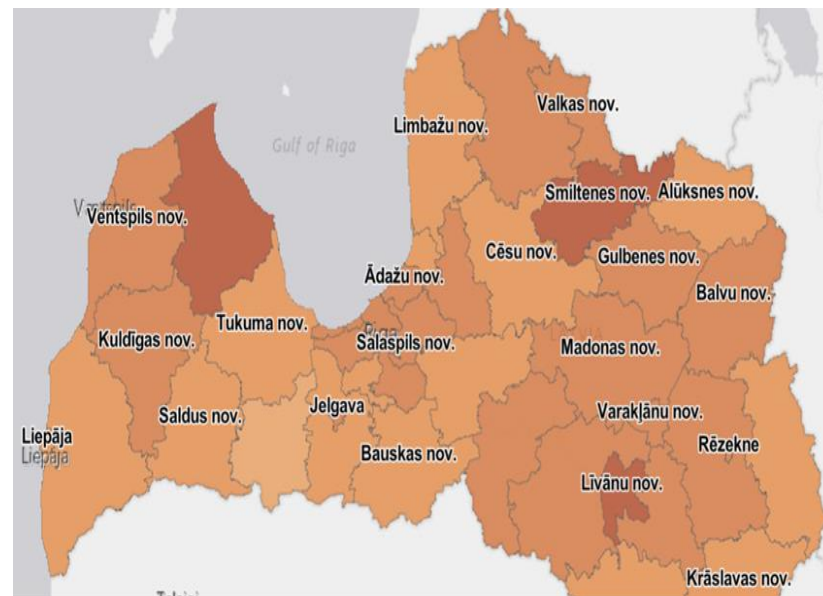 Valkas nov.
Limbažu nov.
Gulf of Riga
Smiltenes nov.
Alūksnes nov.
Ventspils
Ventspils nov.
Cēsu nov.
Gulbenes nov.
Ādažu nov.
Balvu nov.
Tukuma nov.
Riga
Kuldīgas nov.
Salaspils nov.
Madonas nov.
Jelgava
Saldus nov.
Varakļānu nov.
Liepāja
Liepāja
Rēzekne
Bauskas nov.
Līvānu nov.
Krāslavas nov.